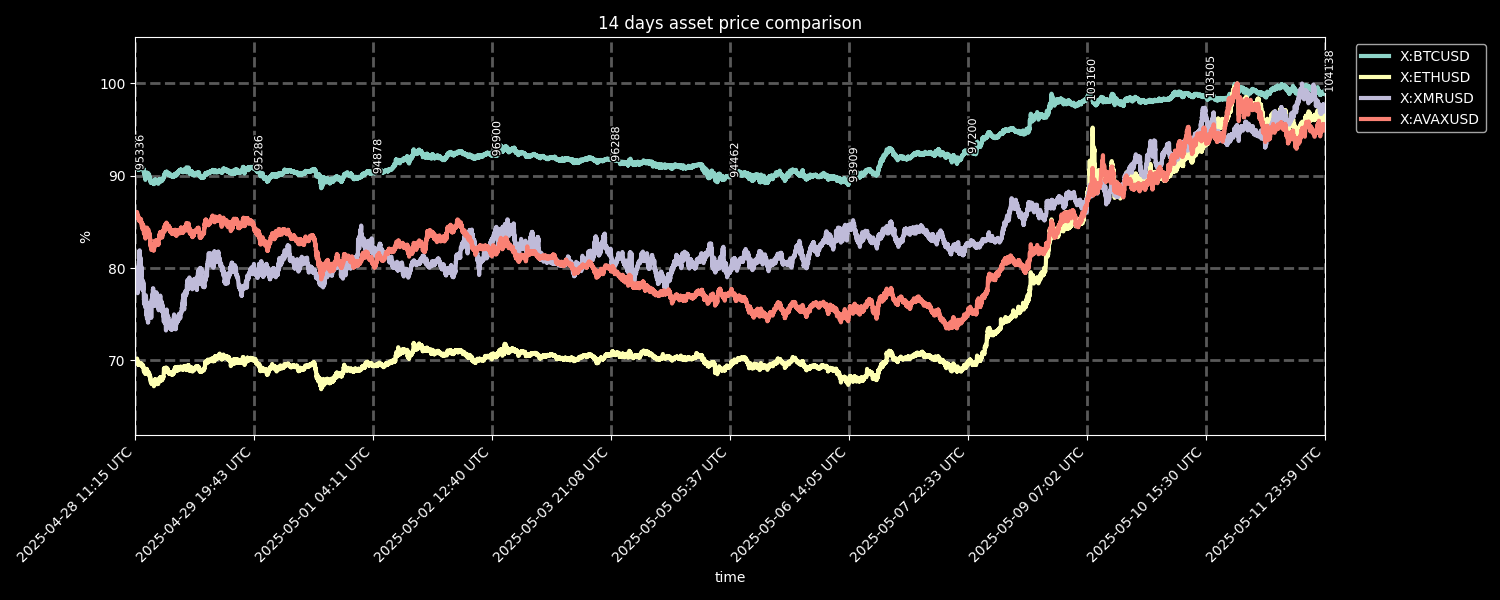 14 days asset price comparison
X:BTCUSD
X:ETHUSD
X:XMRUSD
X:AVAXUSD
%
100
90
80
70
95336
95286
94878
96900
96288
94462
93909
97200
103160
103505
104138
2025-04-28 11:15 UTC
2025-04-29 19:43 UTC
2025-05-01 04:11 UTC
2025-05-02 12:40 UTC
2025-05-03 21:08 UTC
2025-05-05 05:37 UTC
2025-05-06 14:05 UTC
2025-05-07 22:33 UTC
2025-05-09 07:02 UTC
2025-05-10 15:30 UTC
2025-05-11 23:59 UTC
time